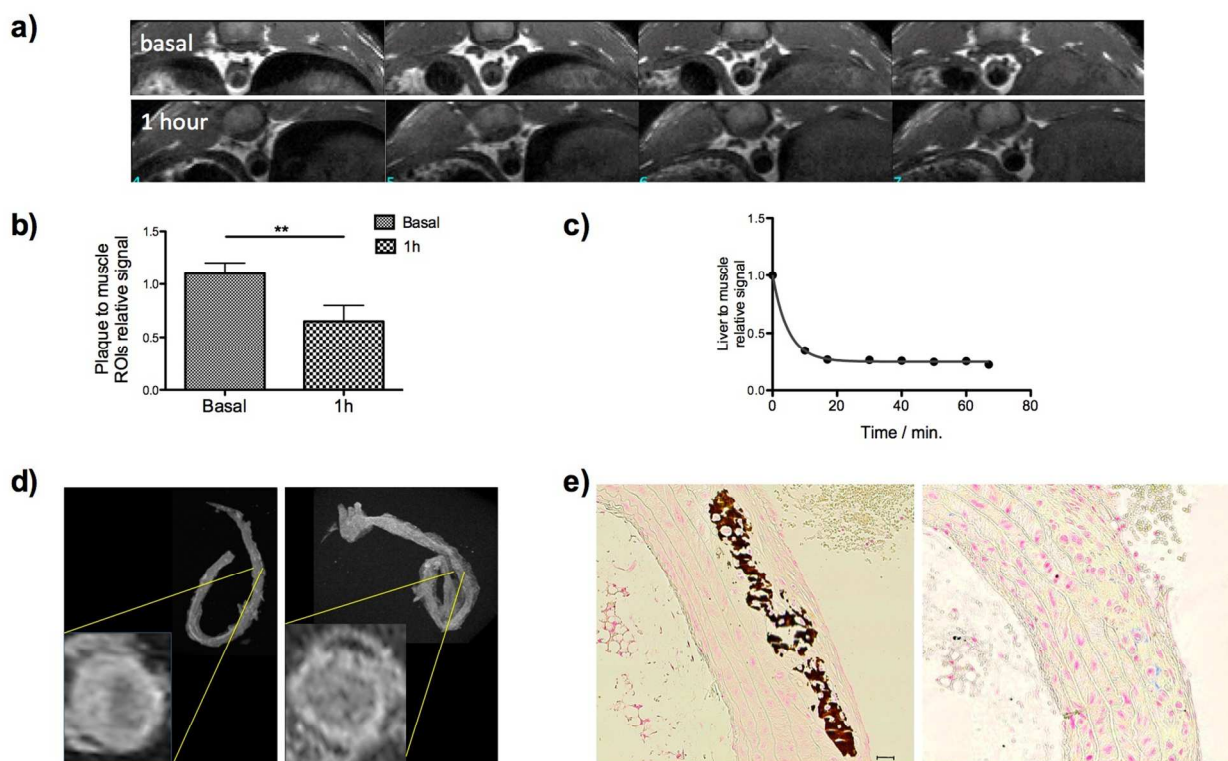 a)
basal
1 hour
4
5
6
7
b)
Plaque to muscle
ROIs relative signal
1.5
1.0
0.5
0.0
**
Basal
1h
Basal
1h
c)
Liver to muscle
relative signal
1.5
1.0
0.5
0.0
0
20
40
60
80
Time / min.
d)
e)